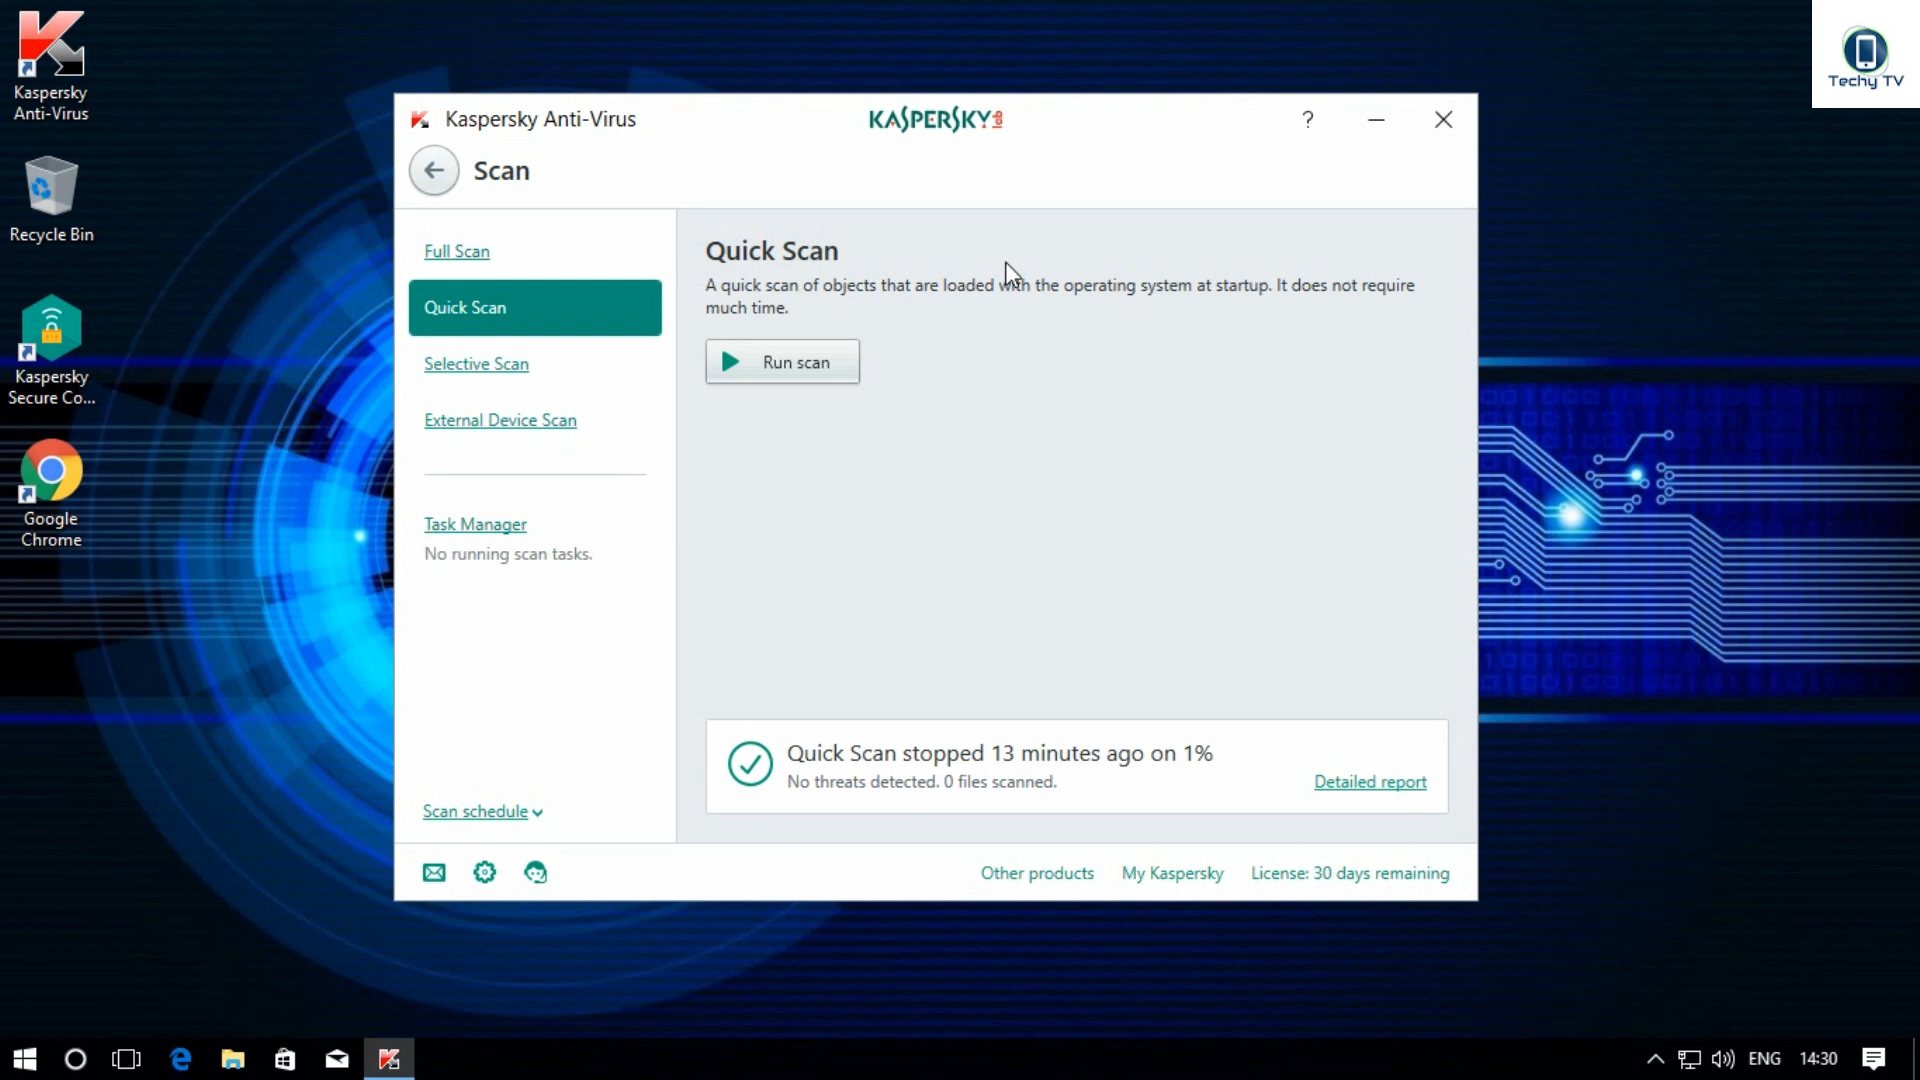 Kaspersky
Anti-Virus
Recycle Bin
Kaspersky
Secure Co...
Google
Chrome
Techy TV
Kaspersky Anti-Virus
KASPERSKY lab
?
Scan
Full Scan
Quick Scan
Selective Scan
External Device Scan
Task Manager
No running scan tasks.
Scan schedule
Quick Scan
A quick scan of objects that are loaded with the operating system at startup. It does not require
much time.
Run scan
Quick Scan stopped 13 minutes ago on 1%
No threats detected. 0 files scanned.
Detailed report
Other products
My Kaspersky
License: 30 days remaining
ENG
14:30